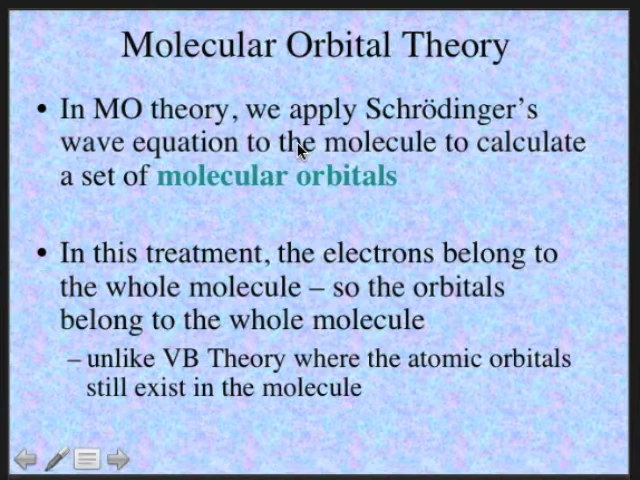 Molecular Orbital Theory
• In MO theory, we apply Schrödinger's
wave equation to the molecule to calculate
a set of molecular orbitals
• In this treatment, the electrons belong to
the whole molecule – so the orbitals
belong to the whole molecule
– unlike VB Theory where the atomic orbitals
still exist in the molecule